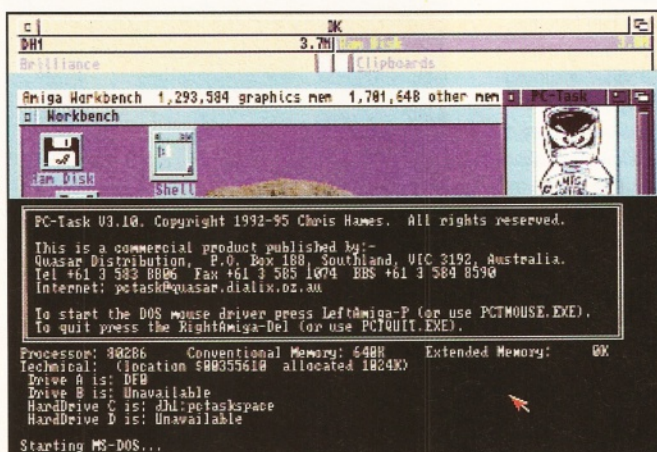 DK
DH1 3.7M Ram Disk
Brilliance Clipboards
Amiga Workbench 1,293,584 graphics mem 1,781,648 other mem
PC-Task
Workbench
Ram Disk
Shell
PC-Task V3.10. Copyright 1992-95 Chris Hames. All rights reserved.
This is a commercial product published by:-
Quasar Distribution, P.O. Box 188, Southland, VIC 3192, Australia.
Tel +61 3 583 8806 Fax +61 3 585 1074 BBS +61 3 584 8590
Internet: pctask@quasar.dialix.oz.au
To start the DOS mouse driver press LeftAmiga-P (or use PCTMOUSE.EXE).
To quit press the RightAmiga-Del (or use PCTQUIT.EXE).
Processor: 80286 Conventional Memory: 640K Extended Memory: 0K
Technical: (location $00355610 allocated 1024K)
Drive A is: DF0
Drive B is: Unavailable
HardDrive C is: dh1:pctaskspace
HardDrive D is: Unavailable
Starting MS-DOS...